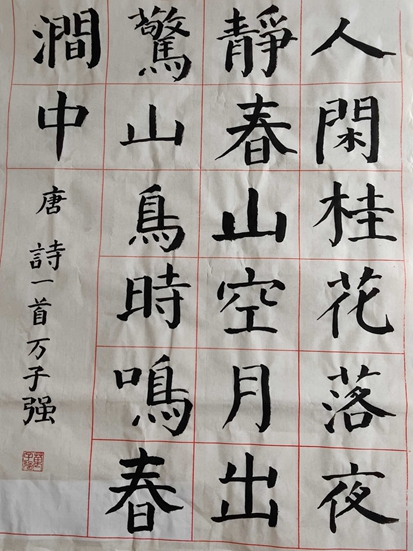 人閑桂花落夜
靜春山空月出
驚山鳥時鳴春
澗中
唐詩一首万子强